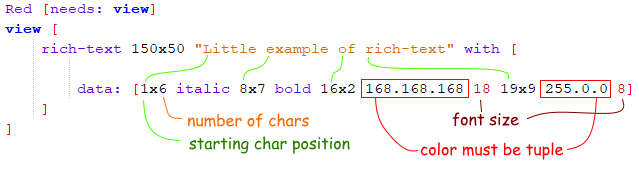 Red [needs: view]
view [
rich-text 150x50 "Little example of rich-text" with [
data: [1x6 italic 8x7 bold 16x2 168.168.168 18 19x9 255.0.0 8]
]
]
number of chars
font size
starting char position
color must be tuple